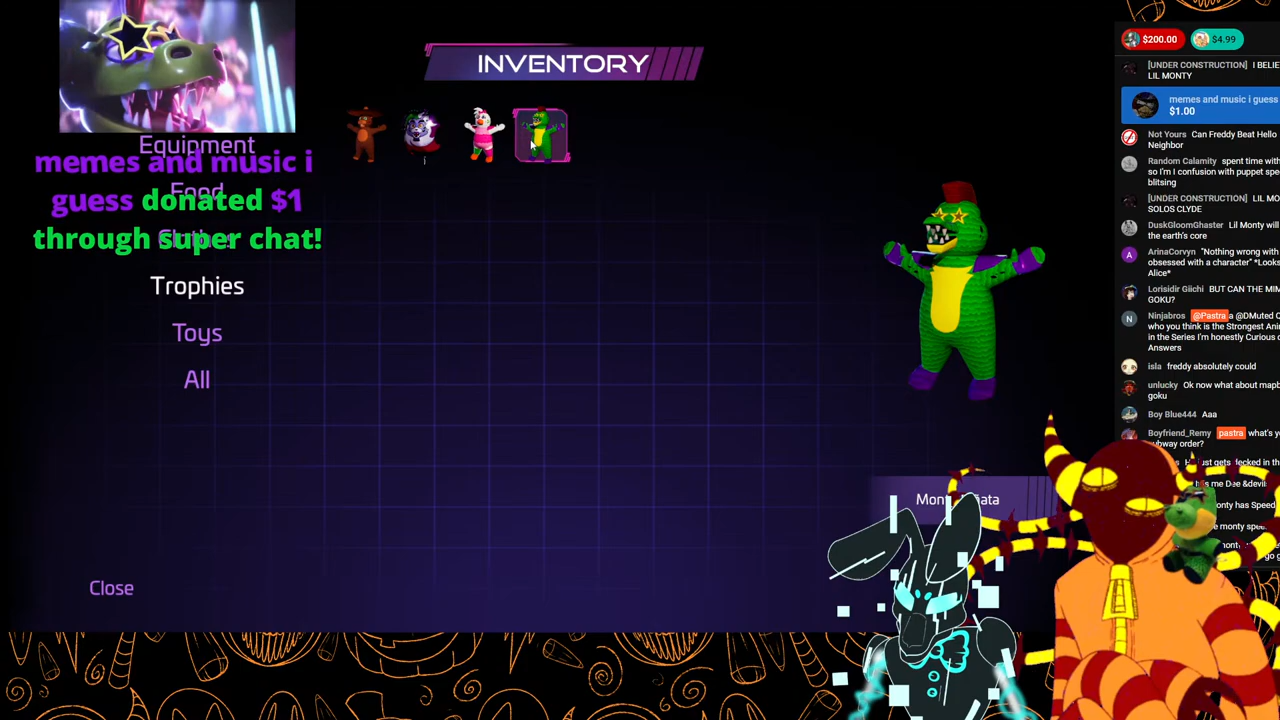 INVENTORY
Equipment
memes and music i
guess donated $1
through super chat!
Food
Trophies
Toys
All
Close
$200.00
$4.99
[UNDER CONSTRUCTION] I BELIE
LIL MONTY
memes and music i guess
$1.00
Not Yours Can Freddy Beat Hello
Neighbor
Random Calamity spent time with
so I'm I confusion with puppet spe
blitsing
[UNDER CONSTRUCTION] LIL MO
SOLOS CLYDE
DuskGloomGhaster Lil Monty will
the earth's core
ArinaCorvyn "Nothing wrong with
obsessed with a character" *Looks
Alice*
Lorisidir Giichi BUT CAN THE MIM
GOKU?
Ninjabros @Pastra a @DMuted
who you think is the Strongest Ani
in the Series I'm honestly Curious o
Answers
isla freddy absolutely could
unlucky Ok now what about mapb
goku
Boy Blue444 Aaa
Boyfriend_Remy pastra what's y
subway order?